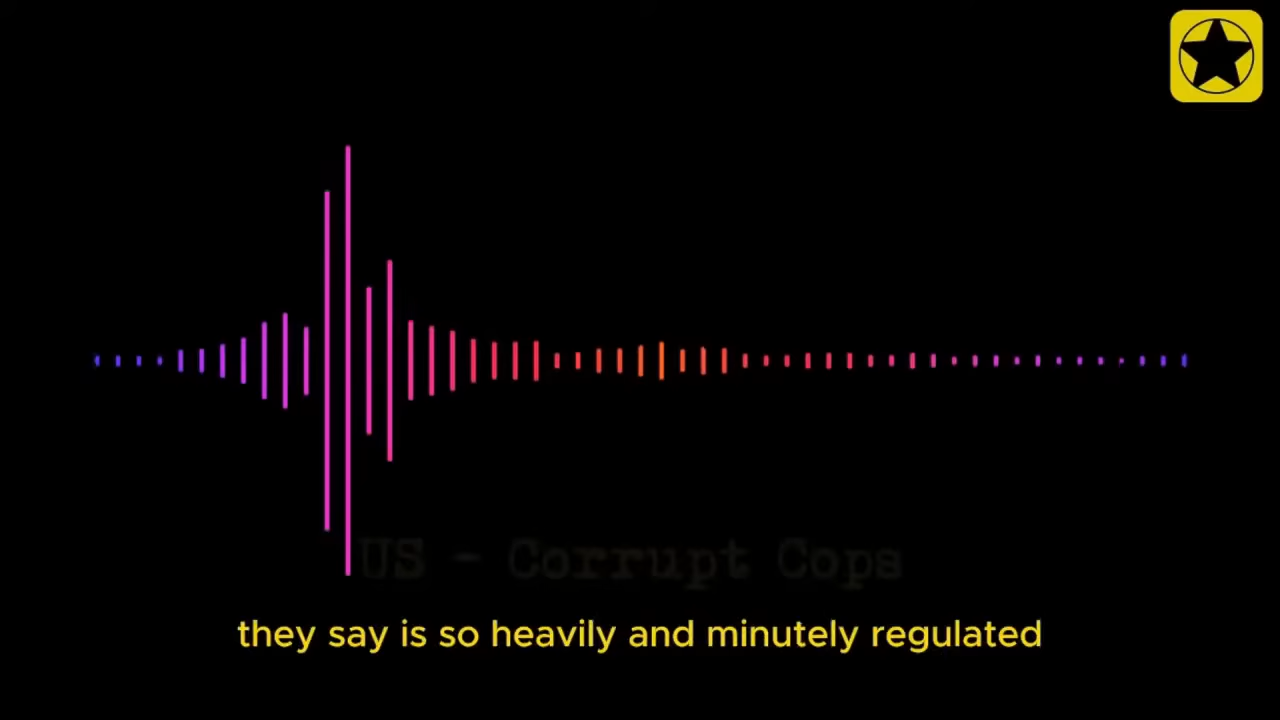 US - Corrupt Cops
they say is so heavily and minutely regulated